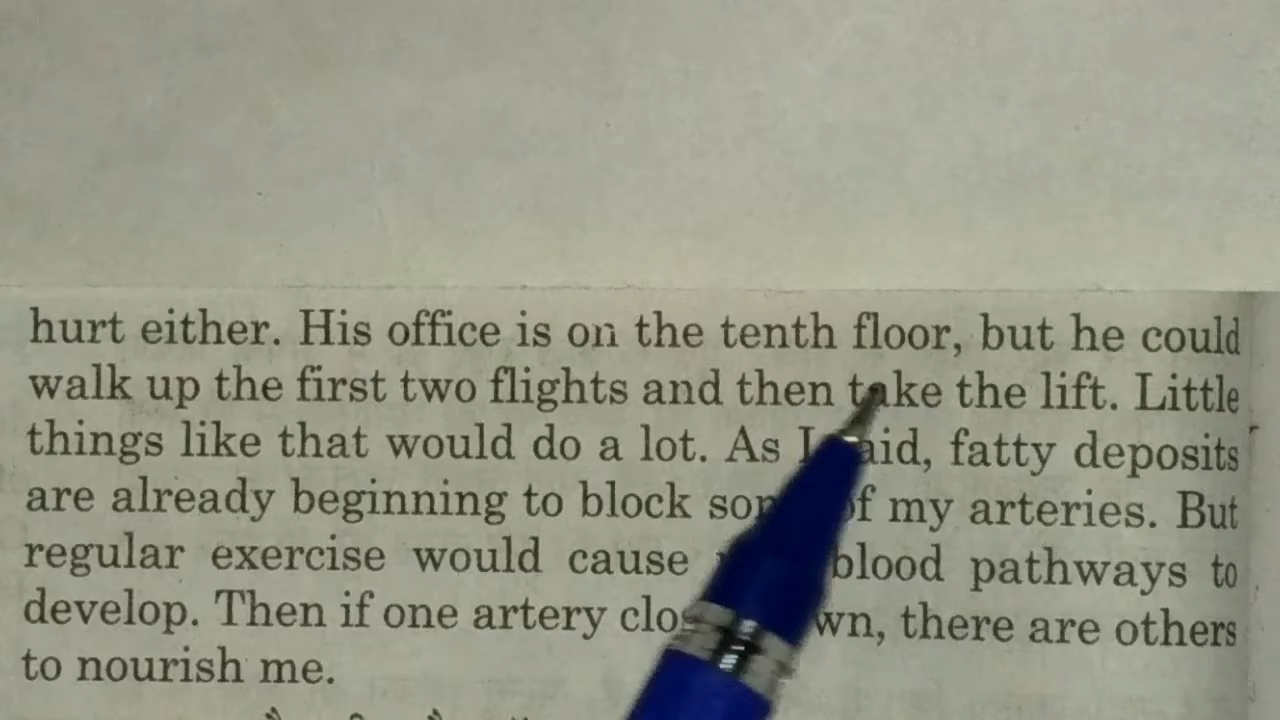 hurt either. His office is on the tenth floor, but he could
walk up the first two flights and then take the lift. Little
things like that would do a lot. As I said, fatty deposits
are already beginning to block of my arteries. But
regular exercise would cause blood pathways to
develop. Then if one artery there are others
to nourish me.